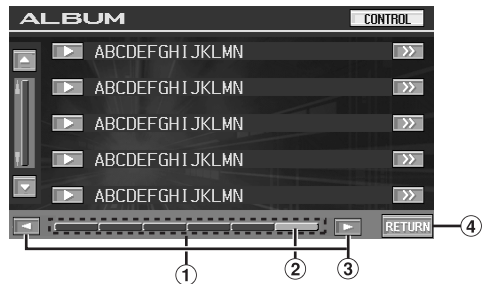 ALBUM CONTROL
ABCDEFGHIJKLMN
ABCDEFGHIJKLMN
ABCDEFGHIJKLMN
ABCDEFGHIJKLMN
ABCDEFGHIJKLMN
RETURN ④
① ② ③